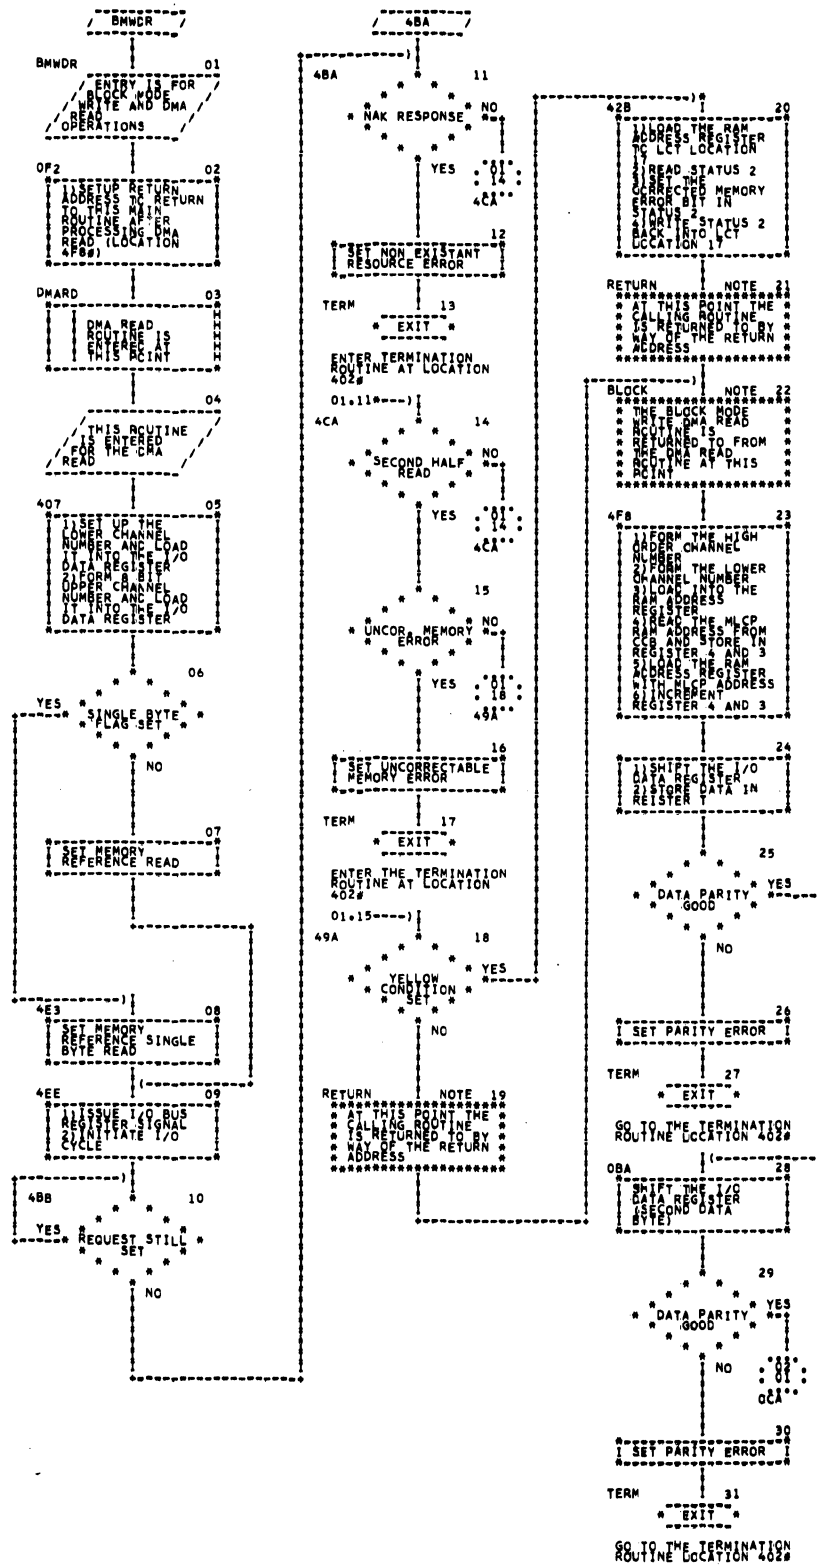 BMWDR
BMWDR 01
ENTRY IS FOR
BLOCK MODE
WRITE AND DMA
READ
OPERATIONS
0F2 02
1)SETUP RETURN
ADDRESS TO RETURN
TO THIS MAIN
ROUTINE AFTER
PROCESSING DMA
READ (LOCATION
4F8#)
DMARD 03
DMA READ
ROUTINE IS
ENTERED AT
THIS POINT
04
THIS ROUTINE
IS ENTERED
FOR THE DMA
READ
407 05
1)SET UP THE
LOWER CHANNEL
NUMBER AND LOAD
IT INTO THE I/O
DATA REGISTER
2)FORM 8 BIT
UPPER CHANNEL
NUMBER AND LOAD
IT INTO THE I/O
DATA REGISTER
06
YES
SINGLE BYTE
FLAG SET
NO
07
SET MEMORY
REFERENCE READ
4E3 08
SET MEMORY
REFERENCE SINGLE
BYTE READ
4EE 09
1)ISSUE I/O BUS
REGISTER SIGNAL
2)INITIATE I/O
CYCLE
4BB 10
YES
REQUEST STILL
SET
NO
4BA
4BA 11
NAK RESPONSE
NO
YES
01
14
4CA
12
SET NON EXISTANT
RESOURCE ERROR
TERM 13
EXIT
ENTER TERMINATION
ROUTINE AT LOCATION
402#
01.11*----)
4CA 14
SECOND HALF
READ
NO
YES
01
14
4CA
15
UNCOR. MEMORY
ERROR
NO
YES
01
18
49A
16
SET UNCORRECTABLE
MEMORY ERROR
TERM 17
EXIT
ENTER THE TERMINATION
ROUTINE AT LOCATION
402#
01.15*----)
49A 18
YELLOW
CONDITION
SET
YES
NO
RETURN NOTE 19
AT THIS POINT THE
CALLING ROUTINE
IS RETURNED TO BY
WAY OF THE RETURN
ADDRESS
42B 20
1)LOAD THE RAM
ADDRESS REGISTER
TO LCT LOCATION
17
2)READ STATUS 2
3)SET THE
CORRECTED MEMORY
ERROR BIT IN
STATUS 2
4)WRITE STATUS 2
BACK INTO LCT
LOCATION 17
RETURN NOTE 21
AT THIS POINT THE
CALLING ROUTINE
IS RETURNED TO BY
WAY OF THE RETURN
ADDRESS
BLOCK NOTE 22
THE BLOCK MODE
WRITE DMA READ
ROUTINE IS
RETURNED TO FROM
THE DMA READ
ROUTINE AT THIS
POINT
4F8 23
1)FORM THE HIGH
ORDER CHANNEL
NUMBER
2)FORM THE LOWER
CHANNEL NUMBER
3)LOAD INTO THE
RAM ADDRESS
REGISTER
4)READ THE MLCP
RAM ADDRESS FROM
CCB AND STORE IN
REGISTER 4 AND 3
5)LOAD THE RAM
ADDRESS REGISTER
WITH MLCP ADDRESS
6)INCREMENT
REGISTER 4 AND 3
24
1)SHIFT THE I/O
DATA REGISTER
2)STORE DATA IN
REISTER T
25
DATA PARITY
GOOD
YES
NO
26
SET PARITY ERROR
TERM 27
EXIT
GO TO THE TERMINATION
ROUTINE LOCATION 402#
0BA 28
SHIFT THE I/O
DATA REGISTER
(SECOND DATA
BYTE)
29
DATA PARITY
GOOD
YES
NO
02
01
0CA
30
SET PARITY ERROR
TERM 31
EXIT
GO TO THE TERMINATION
ROUTINE LOCATION 402#